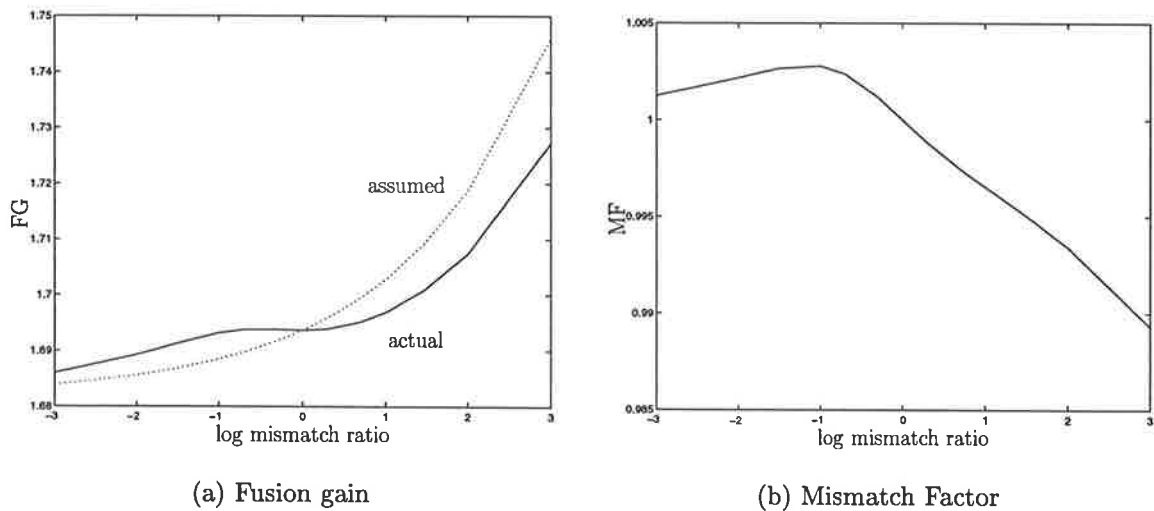 1.75
1.74
1.73
1.72
1.71
1.7
1.69
1.68
FG
assumed
actual
-3 -2 -1 0 1 2 3
log mismatch ratio
(a) Fusion gain
1.005
1
0.995
0.99
0.985
MF
-3 -2 -1 0 1 2 3
log mismatch ratio
(b) Mismatch Factor